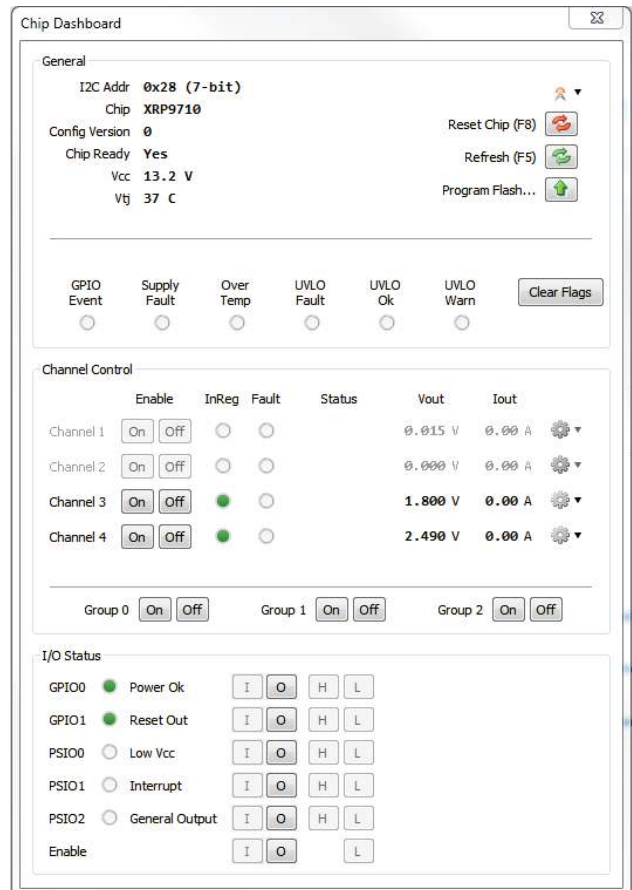 Chip Dashboard
General
I2C Addr 0x28 (7-bit)
Chip XRP9710
Config Version 0
Chip Ready Yes
Vcc 13.2 V
Vtj 37 C
Reset Chip (F8)
Refresh (F5)
Program Flash...
GPIO Event Supply Fault Over Temp UVLO Fault UVLO Ok UVLO Warn Clear Flags
Channel Control
Enable InReg Fault Status Vout Iout
Channel 1 On Off 0.015 V 0.00 A
Channel 2 On Off 0.000 V 0.00 A
Channel 3 On Off 1.800 V 0.00 A
Channel 4 On Off 2.490 V 0.00 A
Group 0 On Off Group 1 On Off Group 2 On Off
I/O Status
GPIO0 Power Ok I O H L
GPIO1 Reset Out I O H L
PSIO0 Low Vcc I O H L
PSIO1 Interrupt I O H L
PSIO2 General Output I O H L
Enable I O L